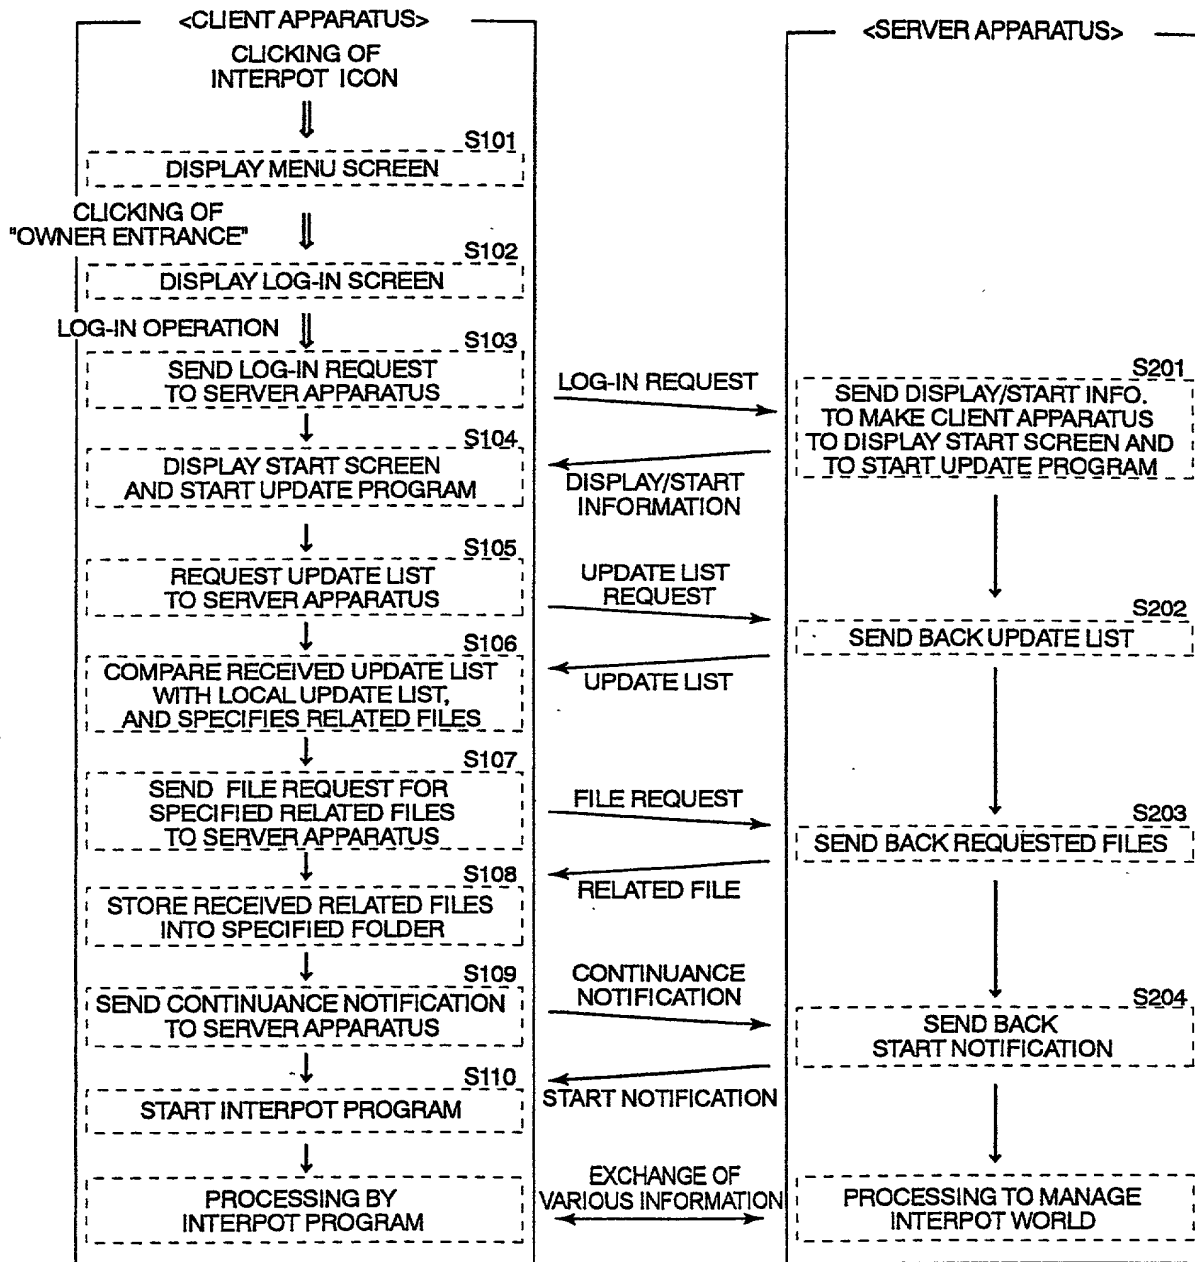 <CLIENT APPARATUS>
CLICKING OF
INTERPOT ICON
S101
DISPLAY MENU SCREEN
CLICKING OF
"OWNER ENTRANCE"
S102
DISPLAY LOG-IN SCREEN
LOG-IN OPERATION
S103
SEND LOG-IN REQUEST
TO SERVER APPARATUS
S104
DISPLAY START SCREEN
AND START UPDATE PROGRAM
S105
REQUEST UPDATE LIST
TO SERVER APPARATUS
S106
COMPARE RECEIVED UPDATE LIST
WITH LOCAL UPDATE LIST,
AND SPECIFIES RELATED FILES
S107
SEND FILE REQUEST FOR
SPECIFIED RELATED FILES
TO SERVER APPARATUS
S108
STORE RECEIVED RELATED FILES
INTO SPECIFIED FOLDER
S109
SEND CONTINUANCE NOTIFICATION
TO SERVER APPARATUS
S110
START INTERPOT PROGRAM
PROCESSING BY
INTERPOT PROGRAM
LOG-IN REQUEST
DISPLAY/START
INFORMATION
UPDATE LIST
REQUEST
UPDATE LIST
FILE REQUEST
RELATED FILE
CONTINUANCE
NOTIFICATION
START NOTIFICATION
EXCHANGE OF
VARIOUS INFORMATION
<SERVER APPARATUS>
S201
SEND DISPLAY/START INFO.
TO MAKE CLIENT APPARATUS
TO DISPLAY START SCREEN AND
TO START UPDATE PROGRAM
S202
SEND BACK UPDATE LIST
S203
SEND BACK REQUESTED FILES
S204
SEND BACK
START NOTIFICATION
PROCESSING TO MANAGE
INTERPOT WORLD